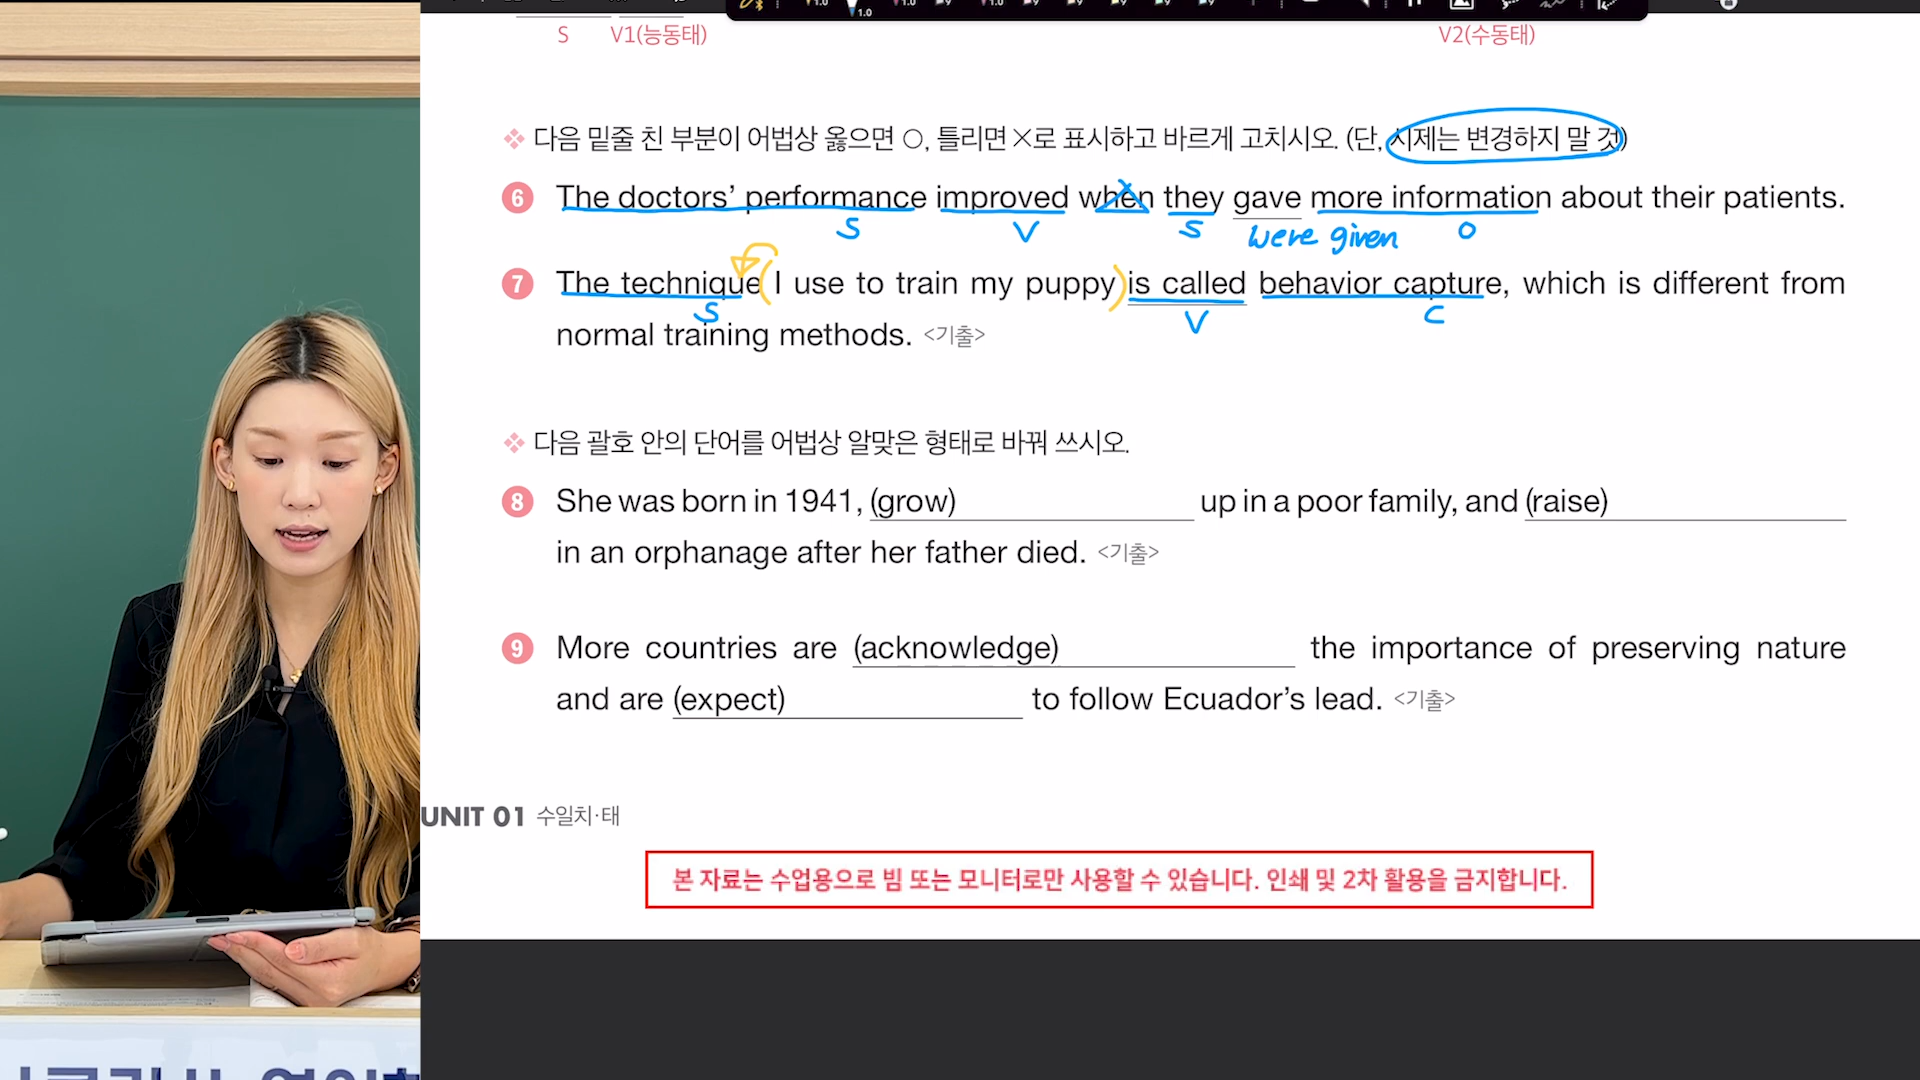 S V1(능동태) V2(수동태)
❖ 다음 밑줄 친 부분이 어법상 옳으면 ○, 틀리면 ×로 표시하고 바르게 고치시오. (단, 시제는 변경하지 말 것)
6 The doctors’ performance improved when they gave more information about their patients.
S V S were given O
7 The technique I use to train my puppy is called behavior capture, which is different from
S V C
normal training methods. <기출>
❖ 다음 괄호 안의 단어를 어법상 알맞은 형태로 바꿔 쓰시오.
8 She was born in 1941, (grow) up in a poor family, and (raise)
in an orphanage after her father died. <기출>
9 More countries are (acknowledge) the importance of preserving nature
and are (expect) to follow Ecuador’s lead. <기출>
UNIT 01 수일치·태
본 자료는 수업용으로 빔 또는 모니터로만 사용할 수 있습니다. 인쇄 및 2차 활용을 금지합니다.